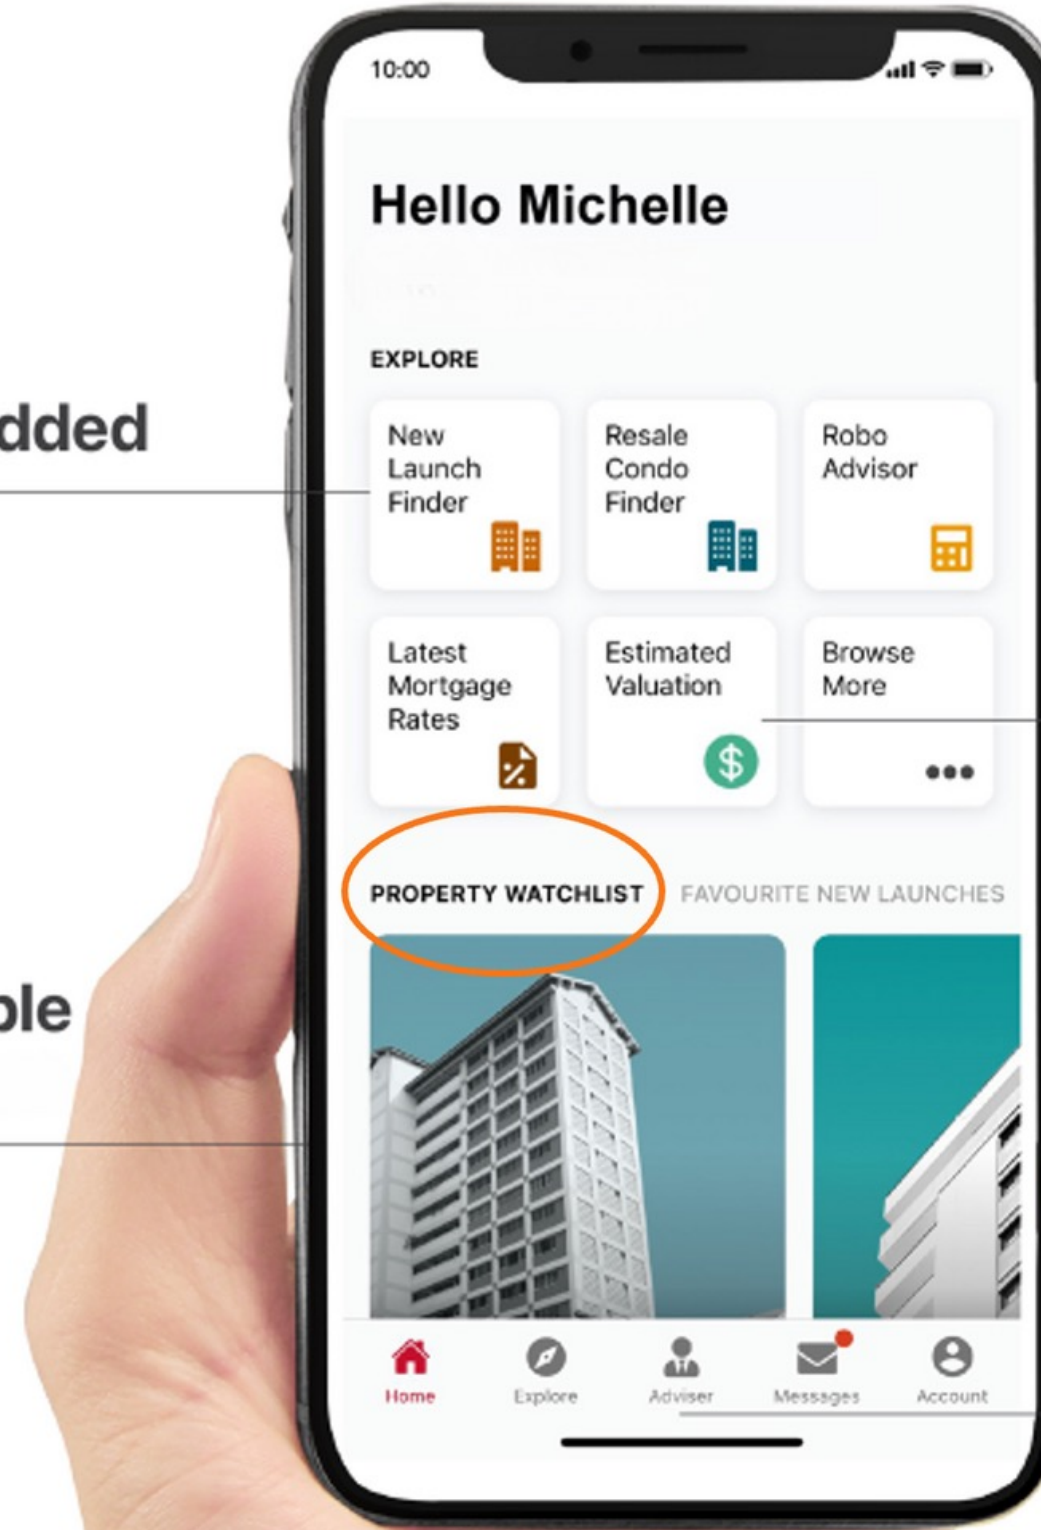 10:00
Hello Michelle
EXPLORE
dded
New
Launch
Finder
Resale
Condo
Finder
Robo
Advisor
Latest
Mortgage
Rates
Estimated
Valuation
Browse
More
PROPERTY WATCHLIST FAVOURITE NEW LAUNCHES
ple
Home Explore Adviser Messages Account